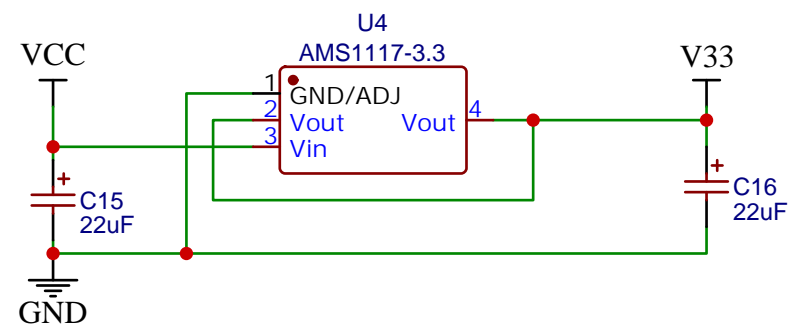 U4
AMS1117-3.3
VCC
V33
1
GND/ADJ
2
Vout
Vout
4
3
Vin
+
C15
22uF
+
C16
22uF
GND